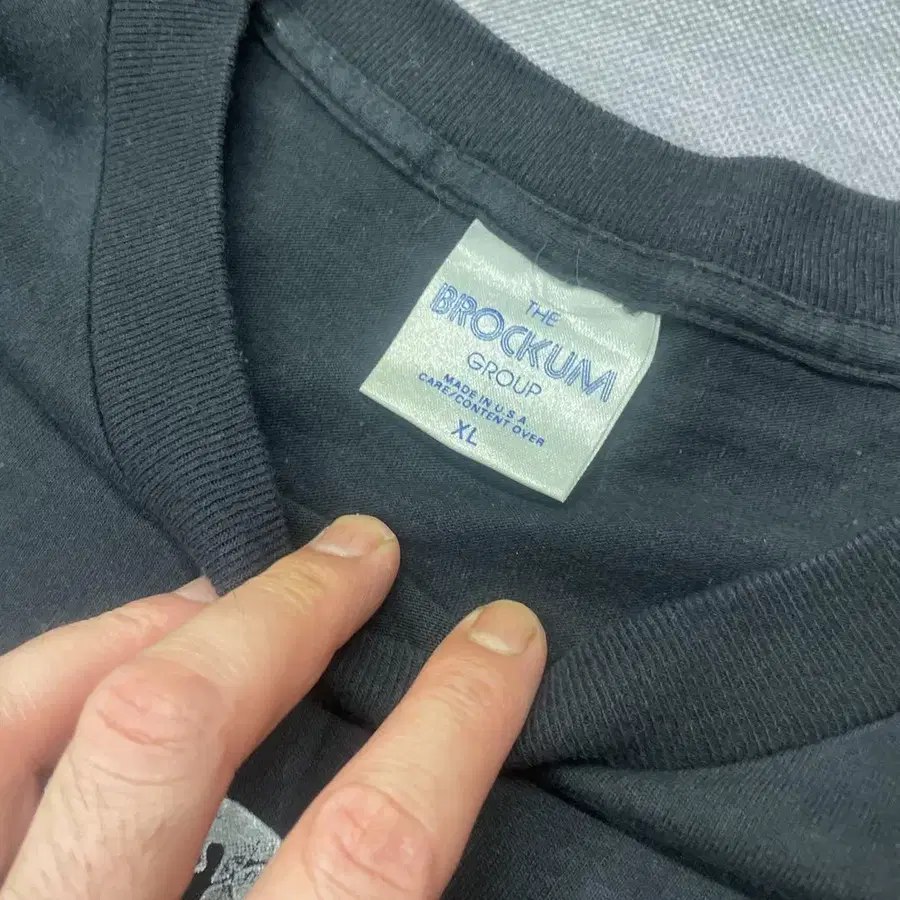 THE
BROCKUM
GROUP
MADE IN U.S.A.
CARE/CONTENT OVER
XL